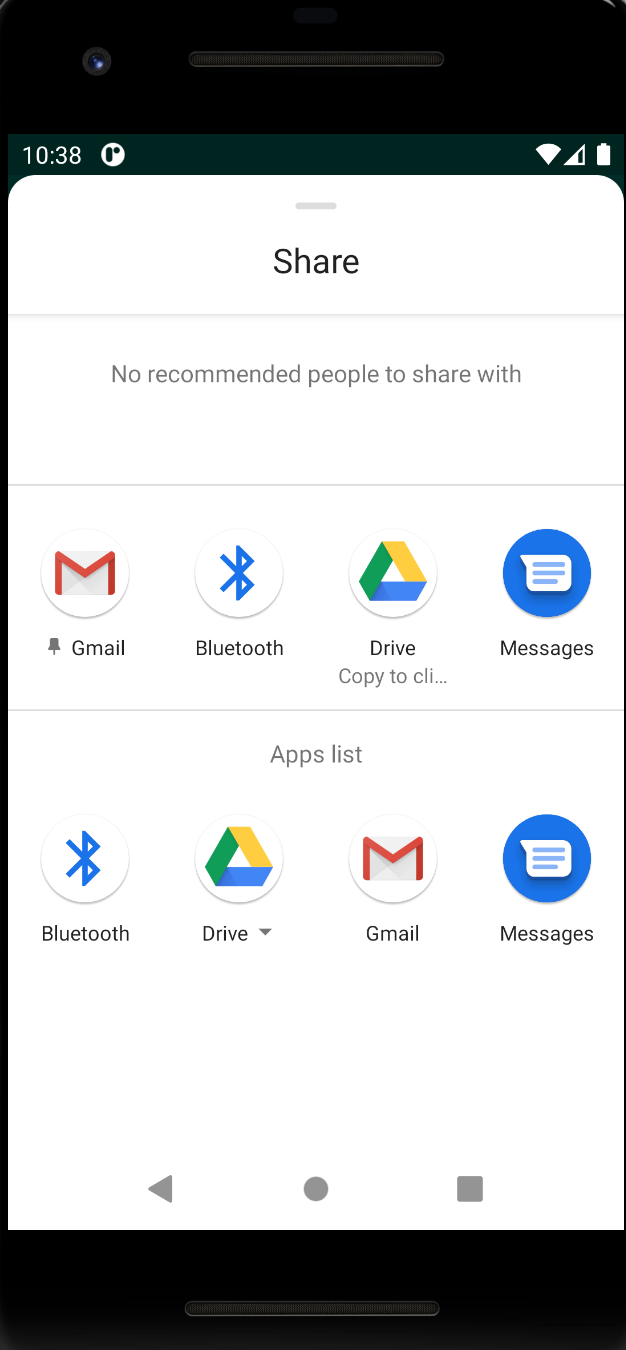 10:38
Share
No recommended people to share with
Gmail
Bluetooth
Drive
Messages
Copy to cli...
Apps list
Bluetooth
Drive
Gmail
Messages